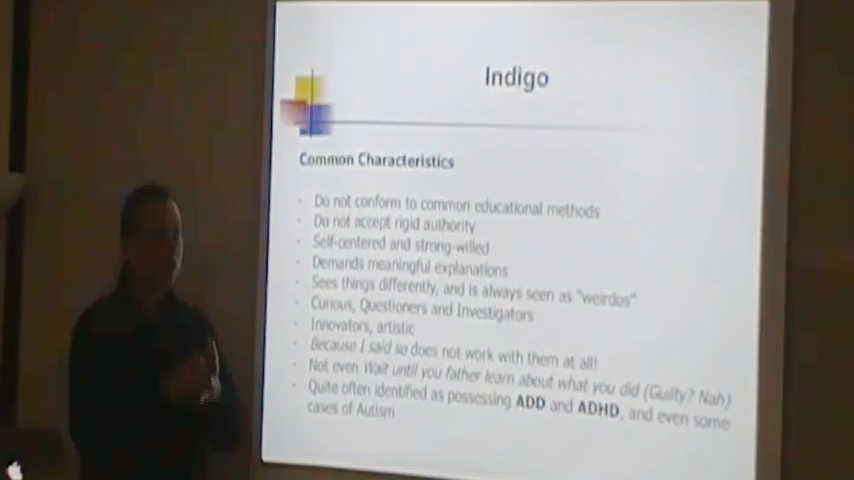 Indigo
Common Characteristics
- Do not conform to common educational methods
- Do not accept rigid authority
- Self-centered and strong-willed
- Demands meaningful explanations
- Sees things differently, and is always seen as "weirdos"
- Curious, Questioners and Investigators
- Innovators, artistic
- Because I said so does not work with them at all!
- Not even Wait until you father learn about what you did (Guilty? Nah)
- Quite often identified as possessing ADD and ADHD, and even some
cases of Autism